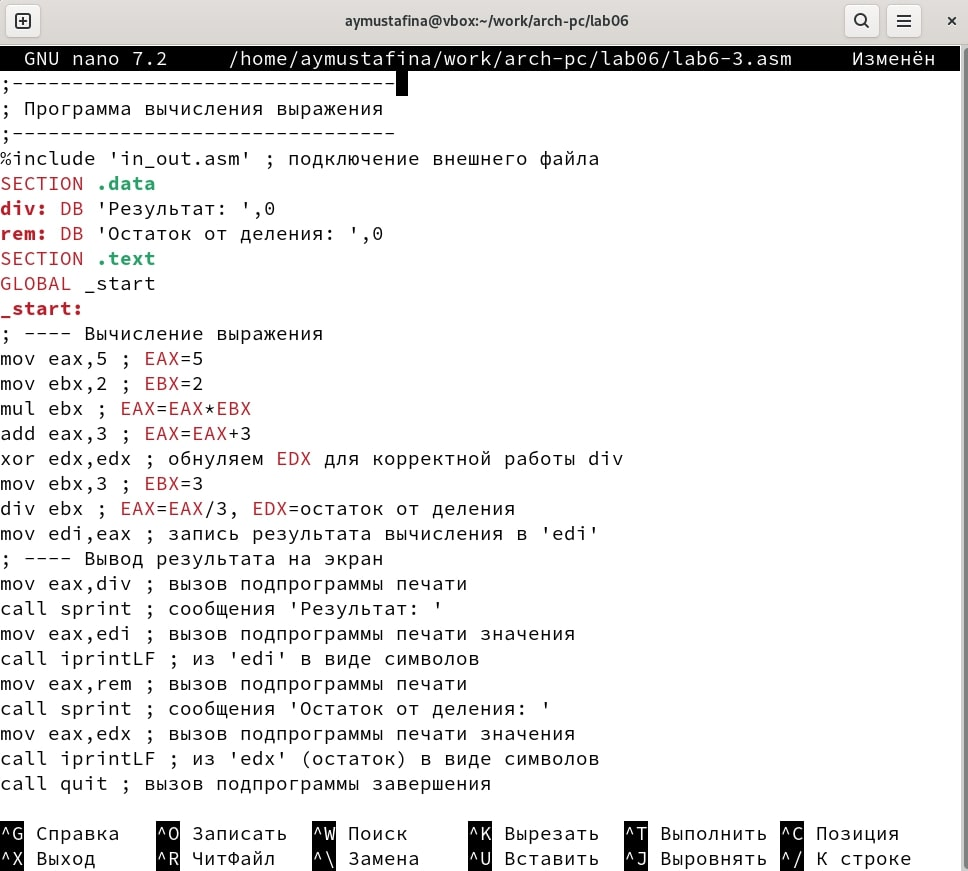 aymustafina@vbox:~/work/arch-pc/lab06
GNU nano 7.2 /home/aymustafina/work/arch-pc/lab06/lab6-3.asm Изменён
;--------------------------------
; Программа вычисления выражения
;--------------------------------
%include 'in_out.asm' ; подключение внешнего файла
SECTION .data
div: DB 'Результат: ',0
rem: DB 'Остаток от деления: ',0
SECTION .text
GLOBAL _start
_start:
; ---- Вычисление выражения
mov eax,5 ; EAX=5
mov ebx,2 ; EBX=2
mul ebx ; EAX=EAX*EBX
add eax,3 ; EAX=EAX+3
xor edx,edx ; обнуляем EDX для корректной работы div
mov ebx,3 ; EBX=3
div ebx ; EAX=EAX/3, EDX=остаток от деления
mov edi,eax ; запись результата вычисления в 'edi'
; ---- Вывод результата на экран
mov eax,div ; вызов подпрограммы печати
call sprint ; сообщения 'Результат: '
mov eax,edi ; вызов подпрограммы печати значения
call iprintLF ; из 'edi' в виде символов
mov eax,rem ; вызов подпрограммы печати
call sprint ; сообщения 'Остаток от деления: '
mov eax,edx ; вызов подпрограммы печати значения
call iprintLF ; из 'edx' (остаток) в виде символов
call quit ; вызов подпрограммы завершения
^G Справка ^O Записать ^W Поиск ^K Вырезать ^T Выполнить ^C Позиция
^X Выход ^R ЧитФайл ^\ Замена ^U Вставить ^J Выровнять ^/ К строке